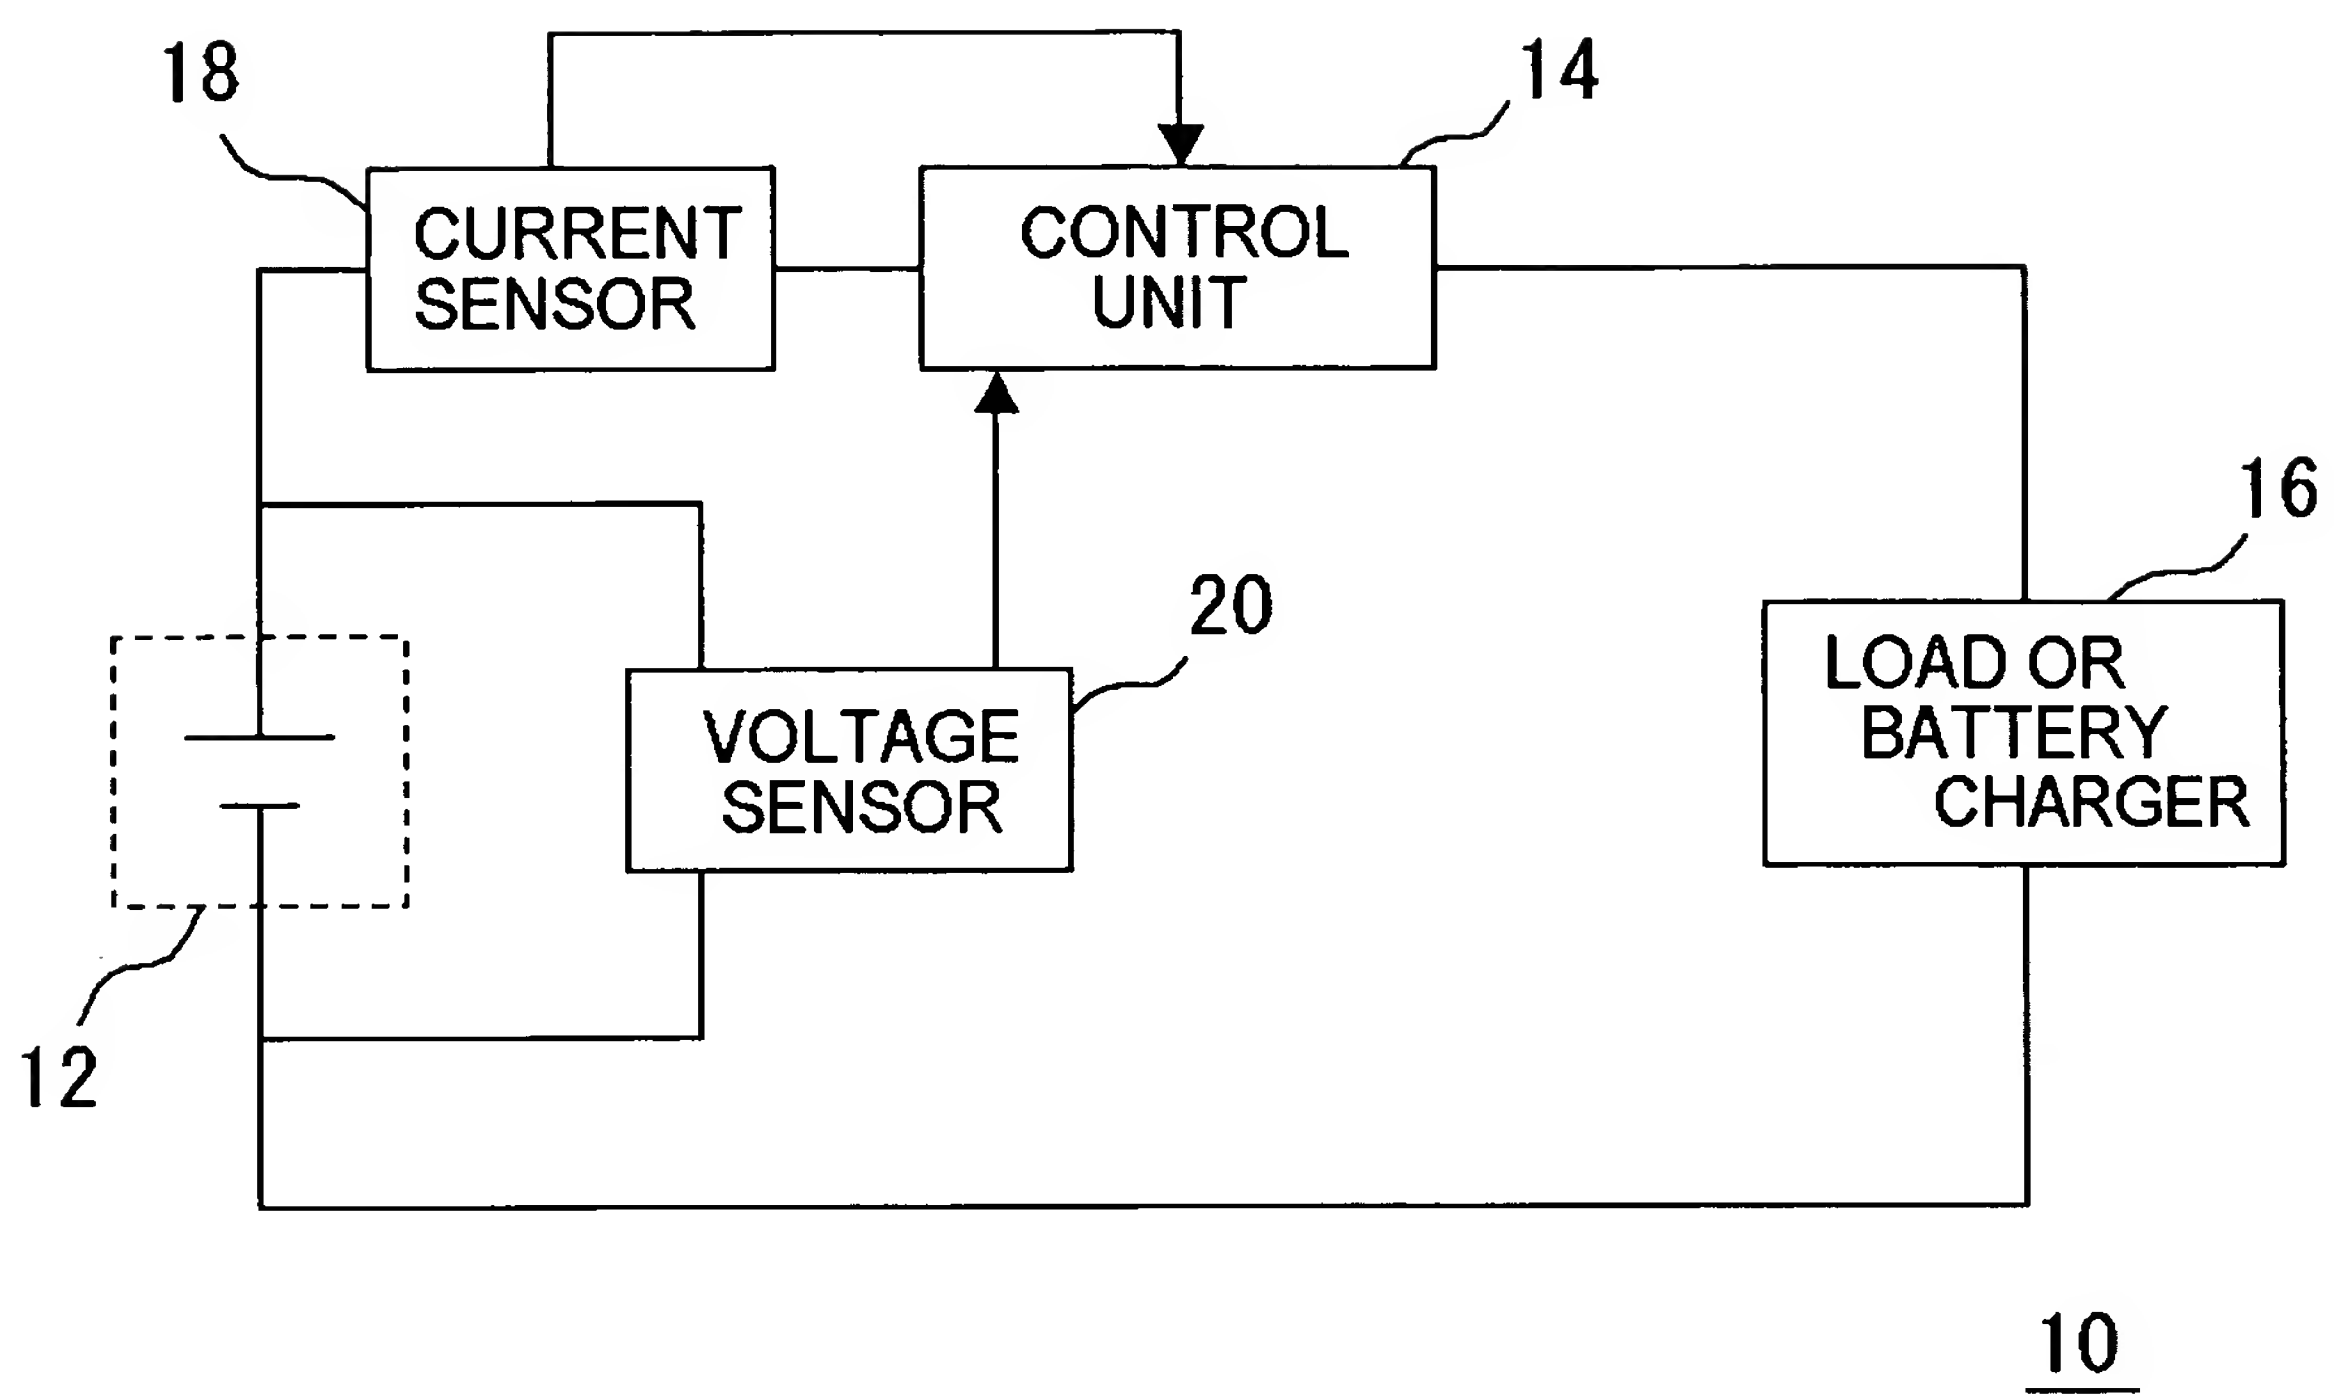 18
14
CURRENT
SENSOR
CONTROL
UNIT
16
20
LOAD OR
BATTERY
CHARGER
VOLTAGE
SENSOR
12
10